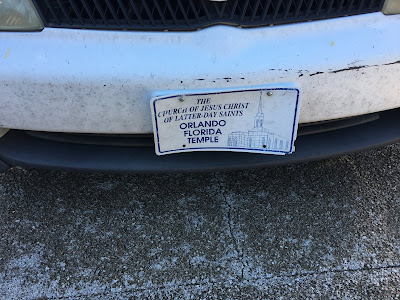 THE
CHURCH OF JESUS CHRIST
OF LATTER-DAY SAINTS
ORLANDO
FLORIDA
TEMPLE